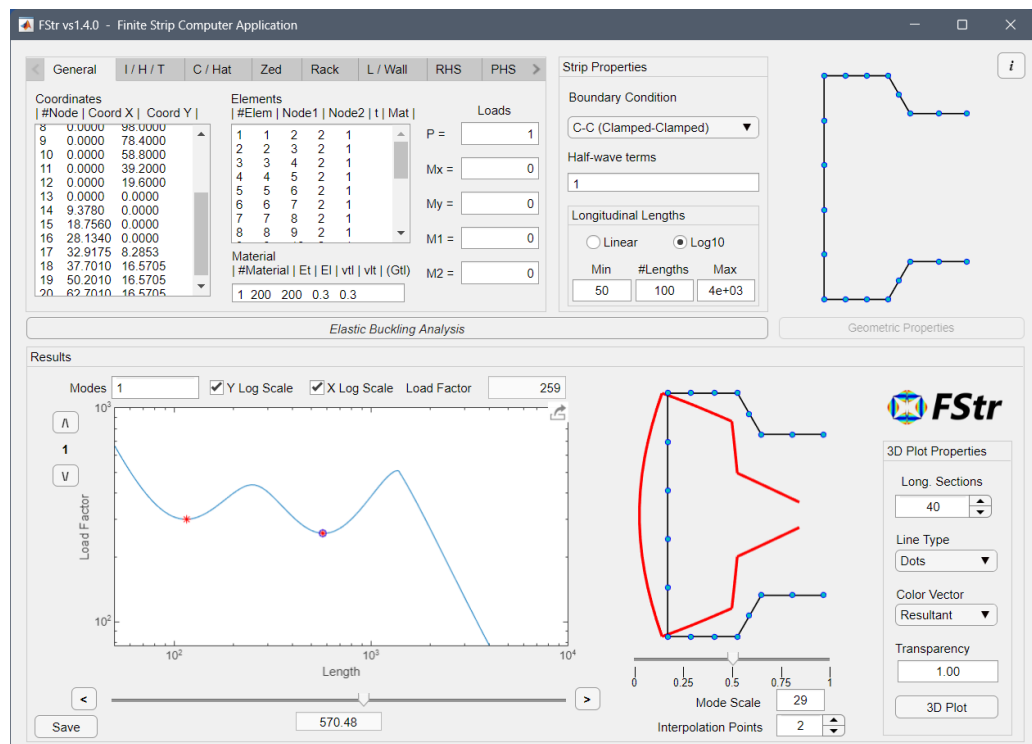 FStr vs1.4.0 - Finite Strip Computer Application
General I / H / T C / Hat Zed Rack L / Wall RHS PHS
Coordinates
| #Node | Coord X | Coord Y |
8 0.0000 98.0000
9 0.0000 78.4000
10 0.0000 58.8000
11 0.0000 39.2000
12 0.0000 19.6000
13 0.0000 0.0000
14 9.3780 0.0000
15 18.7560 0.0000
16 28.1340 0.0000
17 32.9175 8.2853
18 37.7010 16.5705
19 50.2010 16.5705
20 62.7010 16.5705
Elements
| #Elem | Node1 | Node2 | t | Mat |
1 1 2 2 1
2 2 3 2 1
3 3 4 2 1
4 4 5 2 1
5 5 6 2 1
6 6 7 2 1
7 7 8 2 1
8 8 9 2 1
Material
| #Material | Et | El | vtl | vlt | (Gtl)
1 200 200 0.3 0.3
Loads
P = 1
Mx = 0
My = 0
M1 = 0
M2 = 0
Strip Properties
Boundary Condition
C-C (Clamped-Clamped)
Half-wave terms
1
Longitudinal Lengths
Linear Log10
Min #Lengths Max
50 100 4e+03
i
Elastic Buckling Analysis
Geometric Properties
Results
Modes 1 Y Log Scale X Log Scale Load Factor 259
/\
1
\/
10³
10²
Load Factor
10² 10³ 10⁴
Length
< >
570.48
Save
0 0.25 0.5 0.75 1
Mode Scale 29
Interpolation Points 2
FStr
3D Plot Properties
Long. Sections
40
Line Type
Dots
Color Vector
Resultant
Transparency
1.00
3D Plot